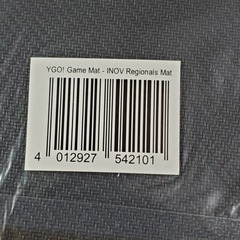 YGO! Game Mat - INOV Regionals Mat
4 012927 542101